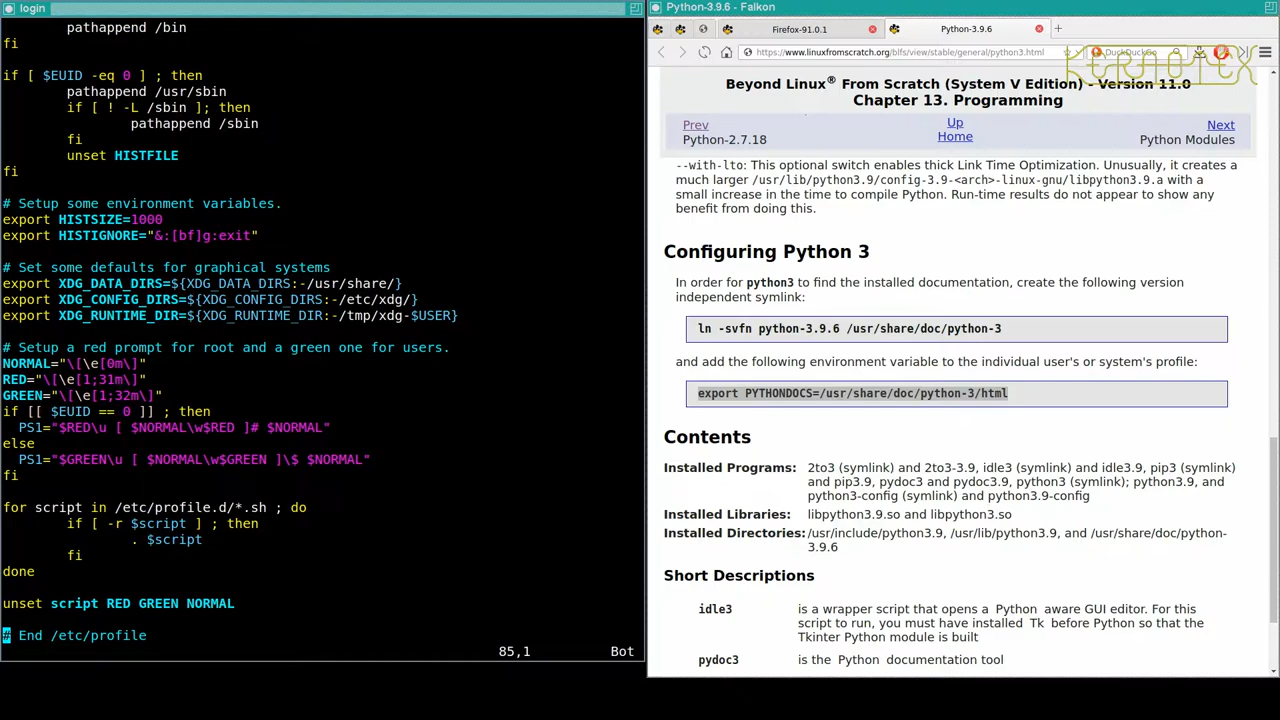 login
pathappend /bin
fi
if [ $EUID -eq 0 ] ; then
pathappend /usr/sbin
if [ ! -L /sbin ]; then
pathappend /sbin
fi
unset HISTFILE
fi
# Setup some environment variables.
export HISTSIZE=1000
export HISTIGNORE="&:[bf]g:exit"
# Set some defaults for graphical systems
export XDG_DATA_DIRS=${XDG_DATA_DIRS:-/usr/share/}
export XDG_CONFIG_DIRS=${XDG_CONFIG_DIRS:-/etc/xdg/}
export XDG_RUNTIME_DIR=${XDG_RUNTIME_DIR:-/tmp/xdg-$USER}
# Setup a red prompt for root and a green one for users.
NORMAL="\[\e[0m\]"
RED="\[\e[1;31m\]"
GREEN="\[\e[1;32m\]"
if [[ $EUID == 0 ]] ; then
PS1="$RED\u [ $NORMAL\w$RED ]# $NORMAL"
else
PS1="$GREEN\u [ $NORMAL\w$GREEN ]\$ $NORMAL"
fi
for script in /etc/profile.d/*.sh ; do
if [ -r $script ] ; then
. $script
fi
done
unset script RED GREEN NORMAL
# End /etc/profile
85,1 Bot
Python-3.9.6 - Falkon
Firefox-91.0.1 Python-3.9.6
https://www.linuxfromscratch.org/blfs/view/stable/general/python3.html DuckDuckGo
KERAOTEX
Beyond Linux® From Scratch (System V Edition) - Version 11.0
Chapter 13. Programming
Prev Up Next
Python-2.7.18 Home Python Modules
--with-lto: This optional switch enables thick Link Time Optimization. Unusually, it creates a
much larger /usr/lib/python3.9/config-3.9-<arch>-linux-gnu/libpython3.9.a with a
small increase in the time to compile Python. Run-time results do not appear to show any
benefit from doing this.
Configuring Python 3
In order for python3 to find the installed documentation, create the following version
independent symlink:
ln -svfn python-3.9.6 /usr/share/doc/python-3
and add the following environment variable to the individual user's or system's profile:
export PYTHONDOCS=/usr/share/doc/python-3/html
Contents
Installed Programs: 2to3 (symlink) and 2to3-3.9, idle3 (symlink) and idle3.9, pip3 (symlink)
and pip3.9, pydoc3 and pydoc3.9, python3 (symlink); python3.9, and
python3-config (symlink) and python3.9-config
Installed Libraries: libpython3.9.so and libpython3.so
Installed Directories: /usr/include/python3.9, /usr/lib/python3.9, and /usr/share/doc/python-
3.9.6
Short Descriptions
idle3 is a wrapper script that opens a Python aware GUI editor. For this
script to run, you must have installed Tk before Python so that the
Tkinter Python module is built
pydoc3 is the Python documentation tool